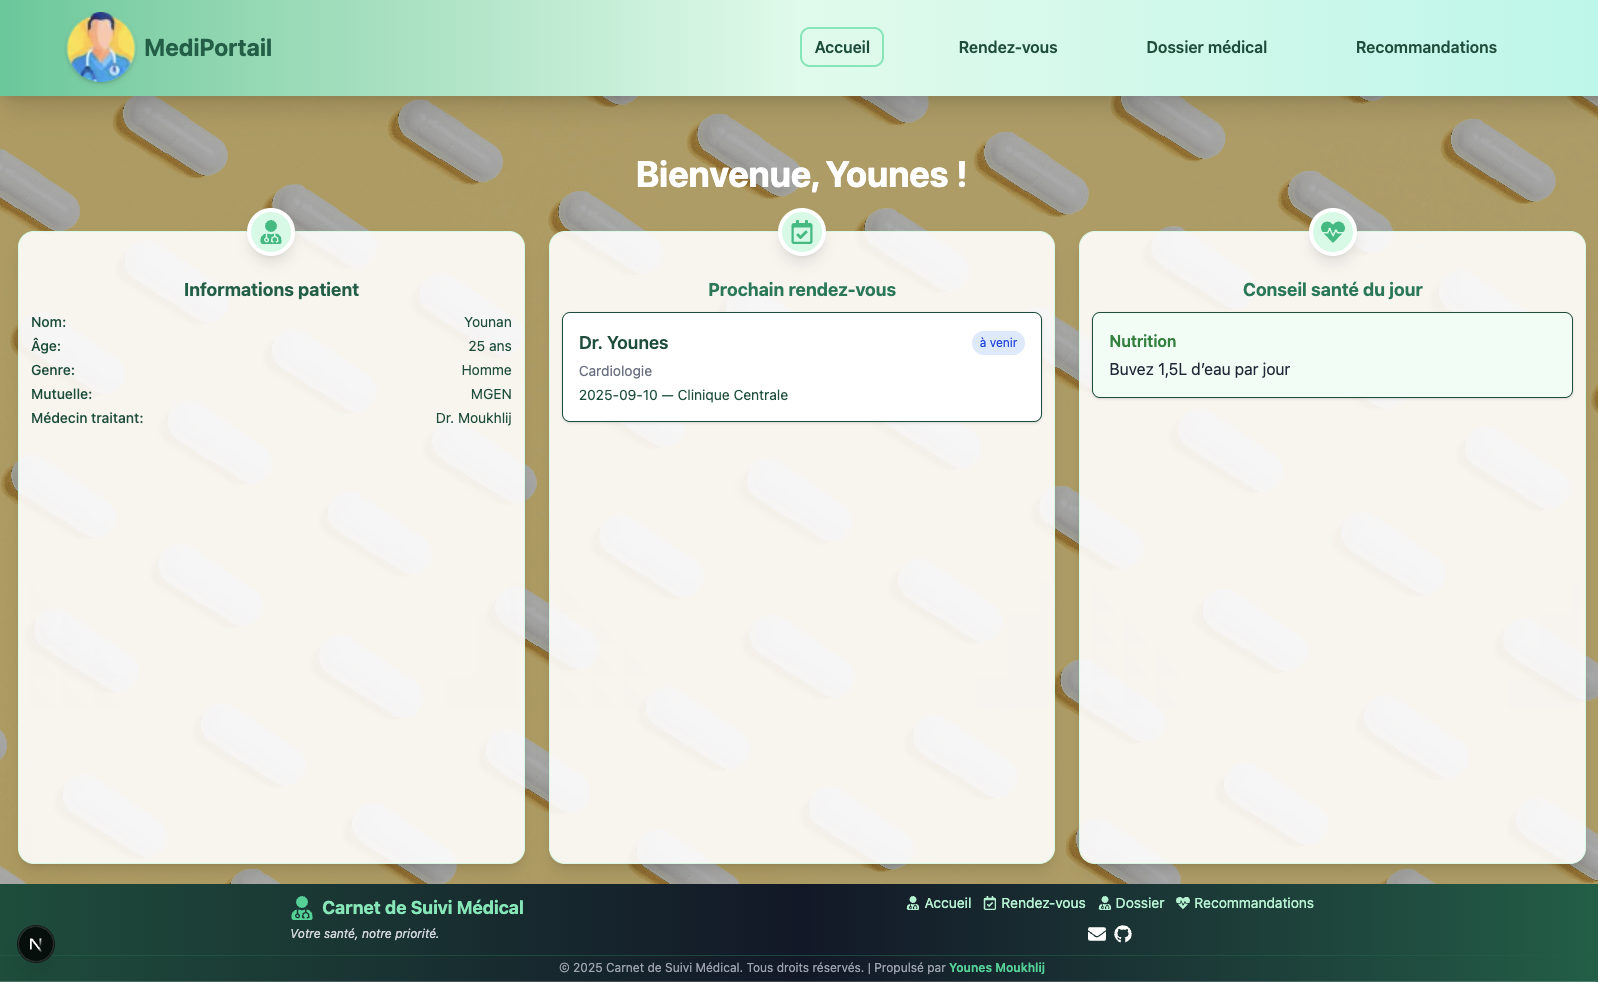 MediPortail
Accueil
Rendez-vous
Dossier médical
Recommandations
Bienvenue, Younes !
Informations patient
Nom: Younan
Âge: 25 ans
Genre: Homme
Mutuelle: MGEN
Médecin traitant: Dr. Moukhlij
Prochain rendez-vous
Dr. Younes
à venir
Cardiologie
2025-09-10 — Clinique Centrale
Conseil santé du jour
Nutrition
Buvez 1,5L d’eau par jour
Carnet de Suivi Médical
Votre santé, notre priorité.
Accueil
Rendez-vous
Dossier
Recommandations
N
© 2025 Carnet de Suivi Médical. Tous droits réservés. | Propulsé par Younes Moukhlij